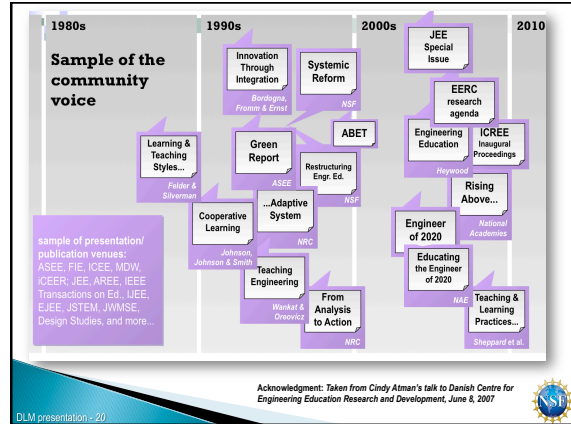 1980s
1990s
2000s
2010
Sample of the
community
voice
Innovation
Through
Integration
Bordogna,
Fromm & Ernst
Systemic
Reform
NSF
JEE
Special
Issue
EERC
research
agenda
ABET
Engineering
Education
Heywood
ICREE
Inaugural
Proceedings
Learning &
Teaching
Styles...
Felder &
Silverman
Green
Report
ASEE
Restructuring
Engr. Ed.
NSF
Rising
Above...
National
Academies
Cooperative
Learning
Johnson,
Johnson & Smith
...Adaptive
System
NRC
Engineer
of 2020
sample of presentation/
publication venues:
ASEE, FIE, ICEE, MDW,
iCEER; JEE, AREE, IEEE
Transactions on Ed., IJEE,
EJEE, JSTEM, JWMSE,
Design Studies, and more...
Educating
the Engineer
of 2020
NAE
Teaching
Engineering
Wankat &
Oreovicz
From
Analysis
to Action
NRC
Teaching &
Learning
Practices...
Sheppard et al.
Acknowledgment: Taken from Cindy Atman's talk to Danish Centre for
Engineering Education Research and Development, June 8, 2007
DLM presentation - 20
NSF